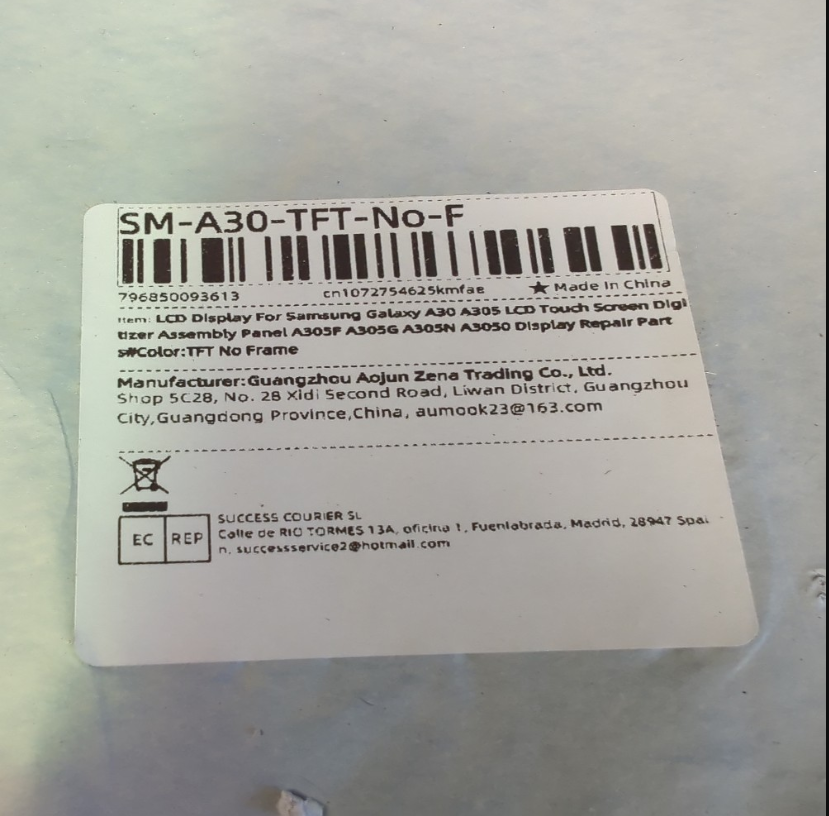 SM-A30-TFT-No-F
796850093613 cn1072754625kmfae ★ Made In China
Item: LCD Display For Samsung Galaxy A30 A305 LCD Touch Screen Digi
tizer Assembly Panel A305F A305G A305N A3050 Display Repair Part
s#Color:TFT No Frame
Manufacturer:Guangzhou Aojun Zena Trading Co., Ltd.
Shop 5C28, No. 28 Xidi Second Road, Liwan District, Guangzhou
City,Guangdong Province,China, aumook23@163.com
EC REP
SUCCESS COURIER SL
Calle de RIO TORMES 13A, oficina 1, Fuenlabrada, Madrid, 28947 Spai
n, successservice2@hotmail.com